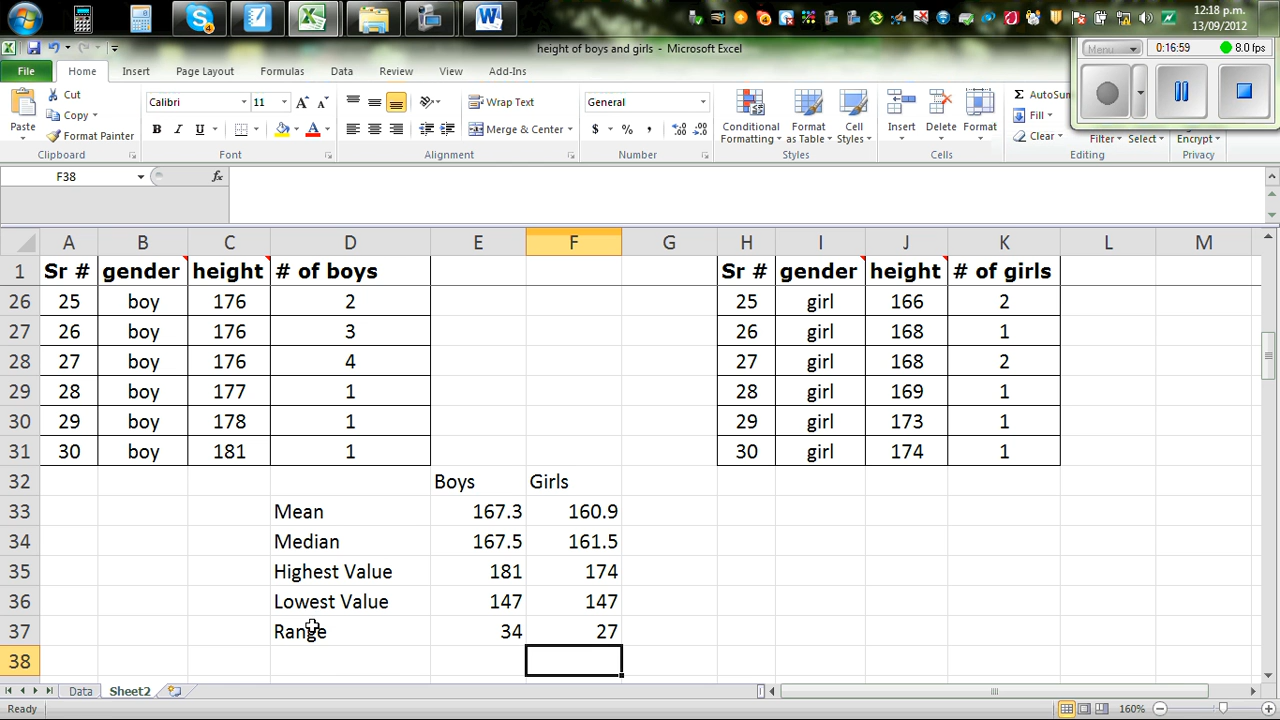 12:18 p.m.
13/09/2012
height of boys and girls - Microsoft Excel
Menu 0:16:59 8.0 fps
File Home Insert Page Layout Formulas Data Review View Add-Ins
Paste
Cut
Copy
Format Painter
Clipboard
Calibri 11
B I U
Font
Wrap Text
Merge & Center
Alignment
General
$ % ,
Number
Conditional Formatting
Format Table
Cell Styles
Styles
Insert Delete Format
Cells
AutoSum
Fill
Clear
Filter Select
Editing
Encrypt
Privacy
F38 fx
A B C D E F G H I J K L M
1 Sr # gender height # of boys Sr # gender height # of girls
26 25 boy 176 2 25 girl 166 2
27 26 boy 176 3 26 girl 168 1
28 27 boy 176 4 27 girl 168 2
29 28 boy 177 1 28 girl 169 1
30 29 boy 178 1 29 girl 173 1
31 30 boy 181 1 30 girl 174 1
32 Boys Girls
33 Mean 167.3 160.9
34 Median 167.5 161.5
35 Highest Value 181 174
36 Lowest Value 147 147
37 Range 34 27
38
Data Sheet2
Ready 160%